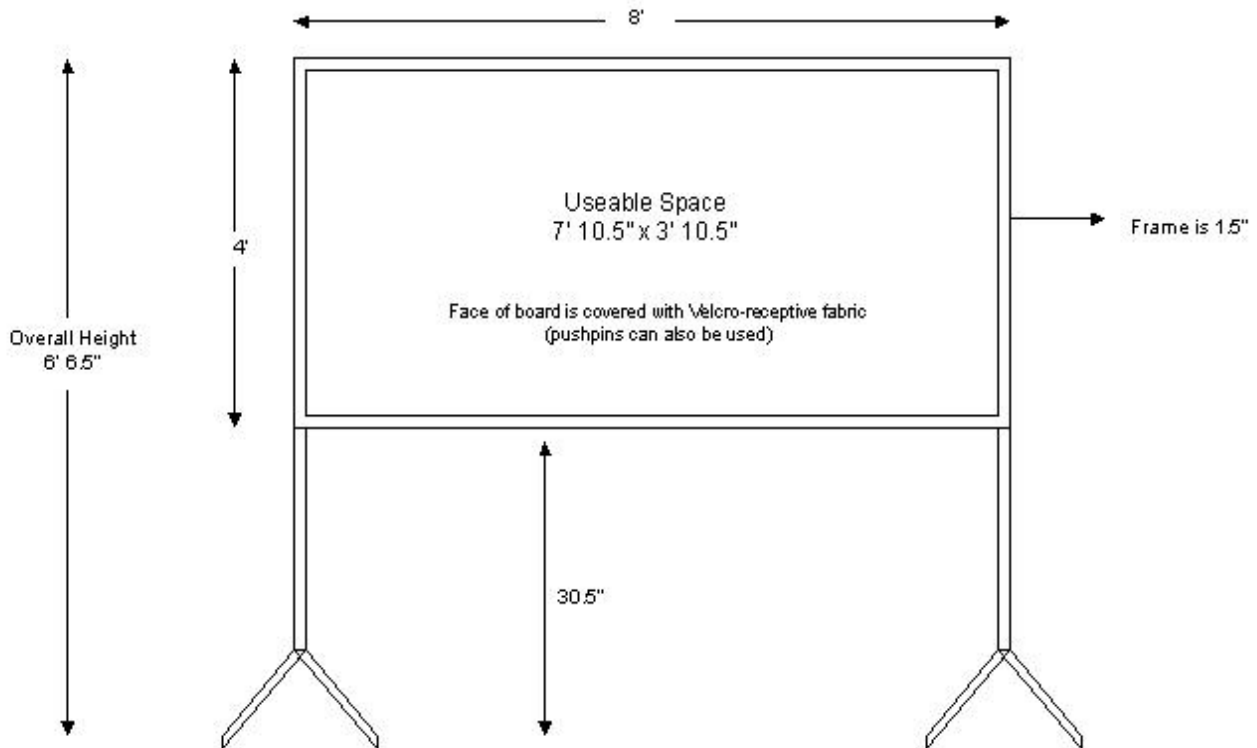 8'
4'
Useable Space
7' 10.5" x 3' 10.5"
Frame is 1.5"
Face of board is covered with Velcro-receptive fabric
(pushpins can also be used)
Overall Height
6' 6.5"
30.5"